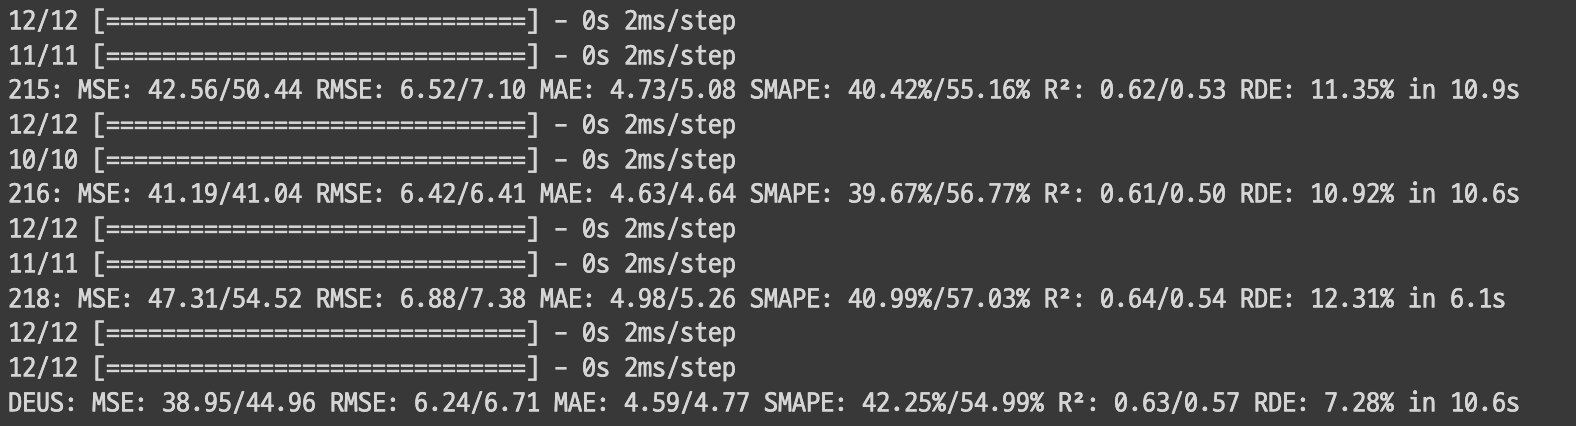 12/12 [==============================] - 0s 2ms/step
11/11 [==============================] - 0s 2ms/step
215: MSE: 42.56/50.44 RMSE: 6.52/7.10 MAE: 4.73/5.08 SMAPE: 40.42%/55.16% R²: 0.62/0.53 RDE: 11.35% in 10.9s
12/12 [==============================] - 0s 2ms/step
10/10 [==============================] - 0s 2ms/step
216: MSE: 41.19/41.04 RMSE: 6.42/6.41 MAE: 4.63/4.64 SMAPE: 39.67%/56.77% R²: 0.61/0.50 RDE: 10.92% in 10.6s
12/12 [==============================] - 0s 2ms/step
11/11 [==============================] - 0s 2ms/step
218: MSE: 47.31/54.52 RMSE: 6.88/7.38 MAE: 4.98/5.26 SMAPE: 40.99%/57.03% R²: 0.64/0.54 RDE: 12.31% in 6.1s
12/12 [==============================] - 0s 2ms/step
12/12 [==============================] - 0s 2ms/step
DEUS: MSE: 38.95/44.96 RMSE: 6.24/6.71 MAE: 4.59/4.77 SMAPE: 42.25%/54.99% R²: 0.63/0.57 RDE: 7.28% in 10.6s